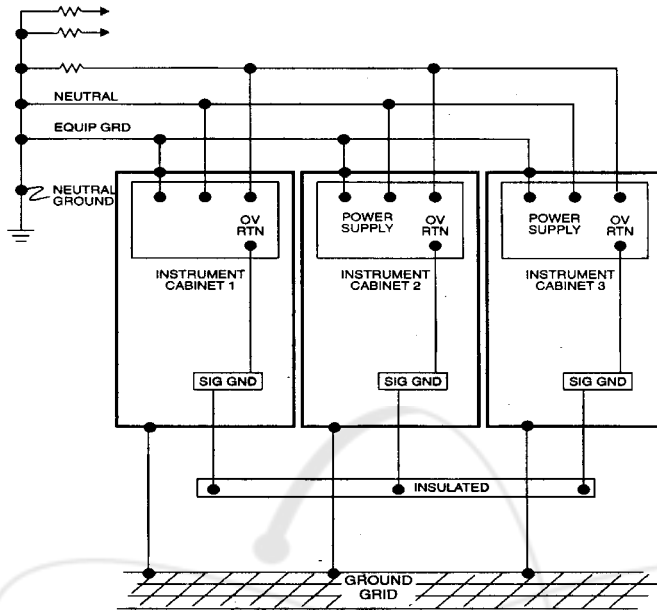 NEUTRAL
EQUIP GRD
NEUTRAL
GROUND
OV
RTN
INSTRUMENT
CABINET 1
SIG GND
POWER
SUPPLY
OV
RTN
INSTRUMENT
CABINET 2
SIG GND
POWER
SUPPLY
OV
RTN
INSTRUMENT
CABINET 3
SIG GND
INSULATED
GROUND
GRID